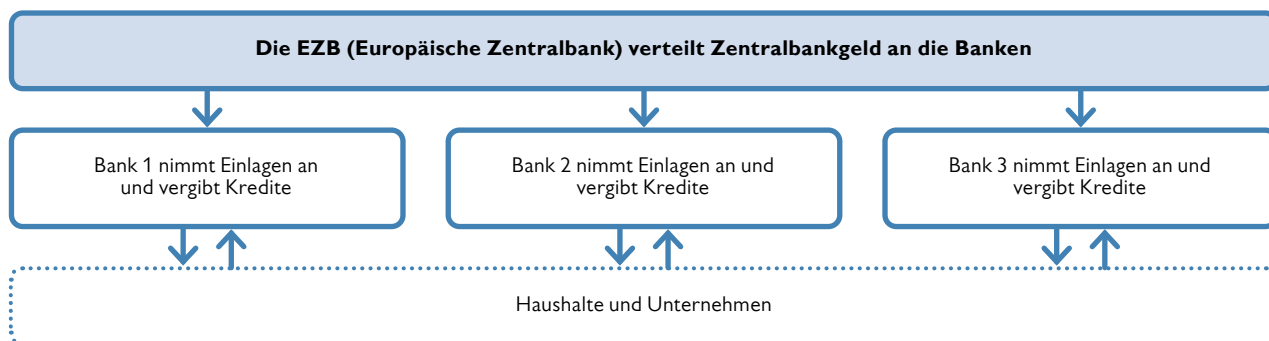 Die EZB (Europäische Zentralbank) verteilt Zentralbankgeld an die Banken
Bank 1 nimmt Einlagen an
und vergibt Kredite
Bank 2 nimmt Einlagen an und
vergibt Kredite
Bank 3 nimmt Einlagen an und
vergibt Kredite
Haushalte und Unternehmen